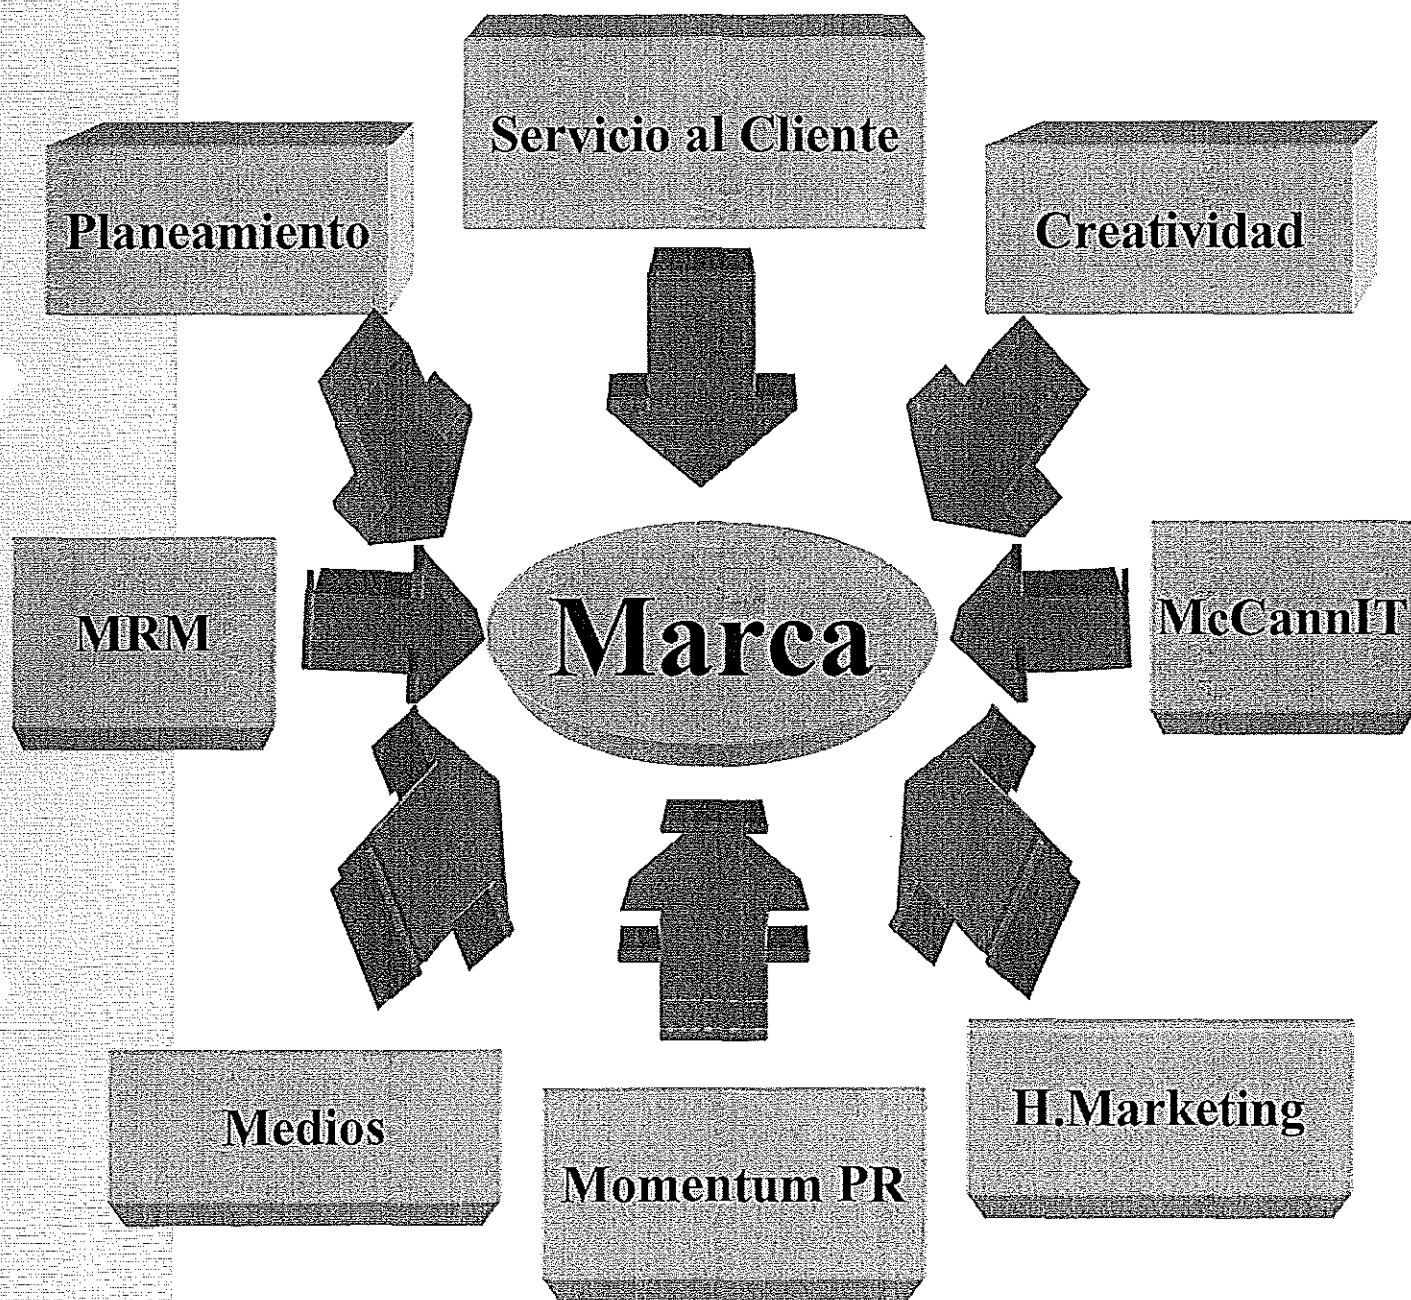 Servicio al Cliente
Planeamiento
Creatividad
MRM
Marca
McCannIT
Medios
Momentum PR
H.Marketing